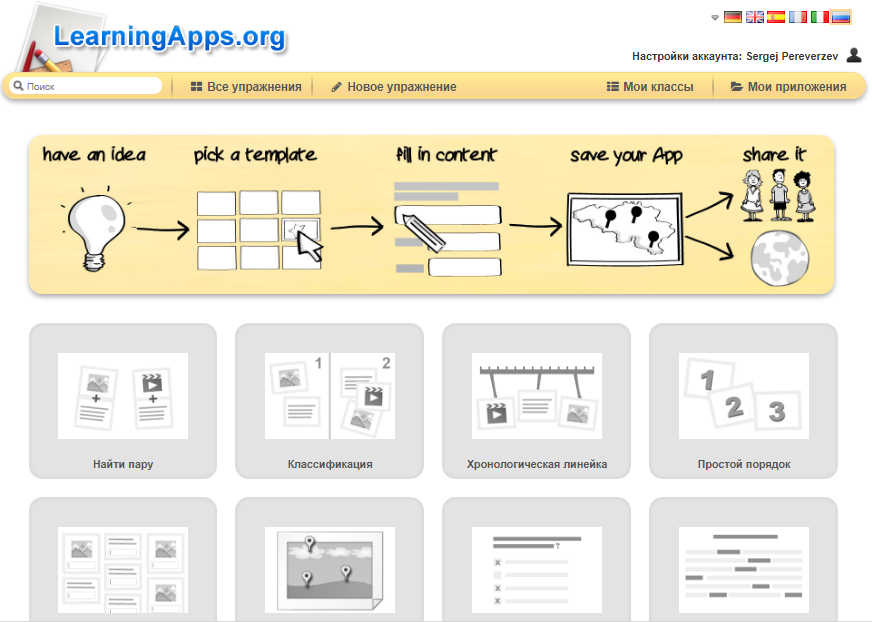 LearningApps.org
Настройки аккаунта: Sergej Pereverzev
Поиск
Все упражнения
Новое упражнение
Мои классы
Мои приложения
have an idea
pick a template
fill in content
save your App
share it
1
2
1
2
3
Найти пару
Классификация
Хронологическая линейка
Простой порядок
?